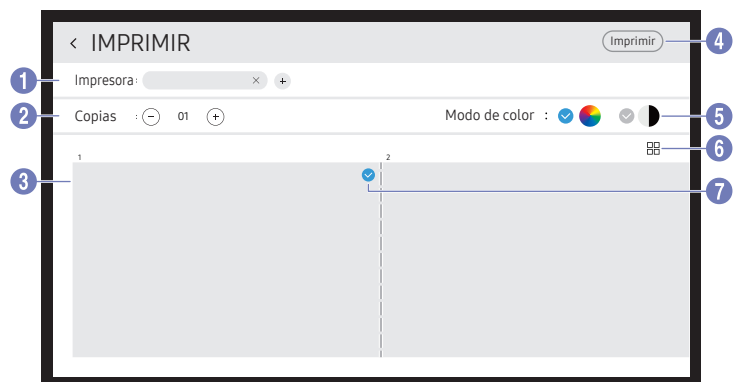 < IMPRIMIR
Imprimir
4
1
Impresora :
× +
2
Copias : − 01 +
Modo de color :
5
6
1
2
3
7